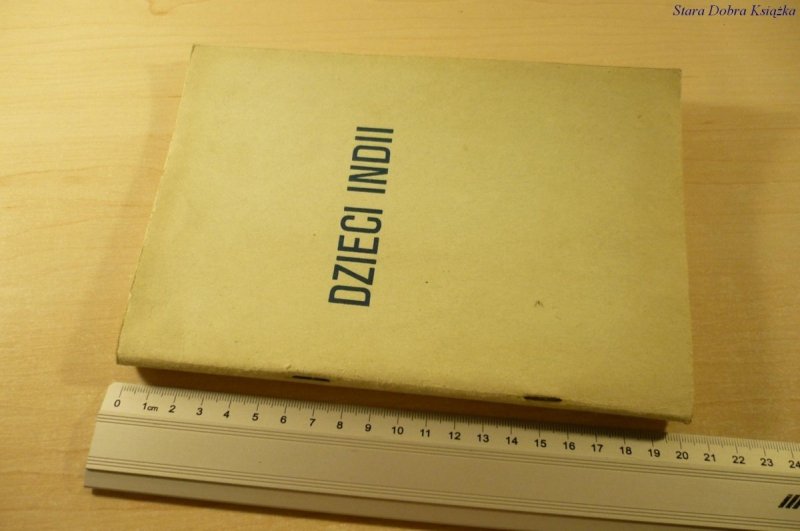 Stara Dobra Książka
DZIECI INDII
0 1cm 2 3 4 5 6 7 8 9 10 11 12 13 14 15 16 17 18 19 20 21 22 23 24